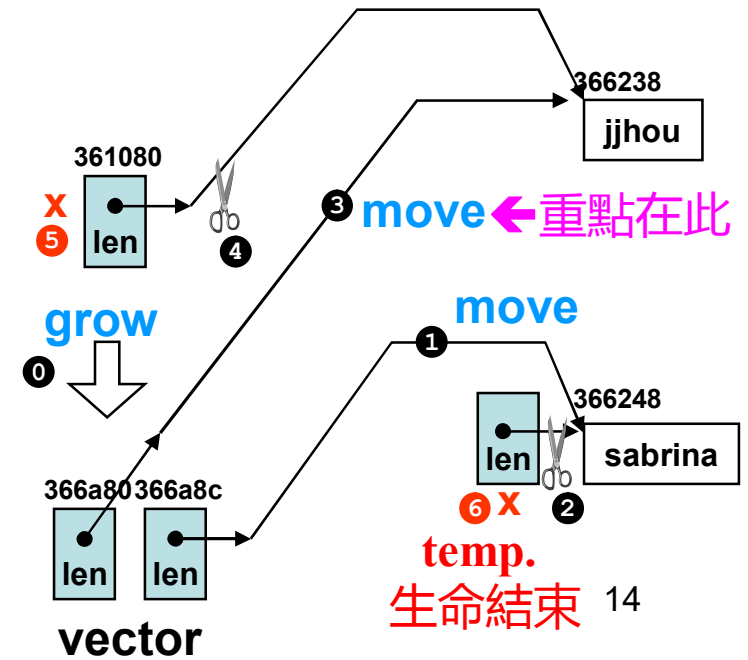 366238
jjhou
361080
x
len
5
4
3 move ←重點在此
grow
0
move
1
366248
len
sabrina
6 x
2
366a80 366a8c
len
len
temp.
生命結束
14
vector